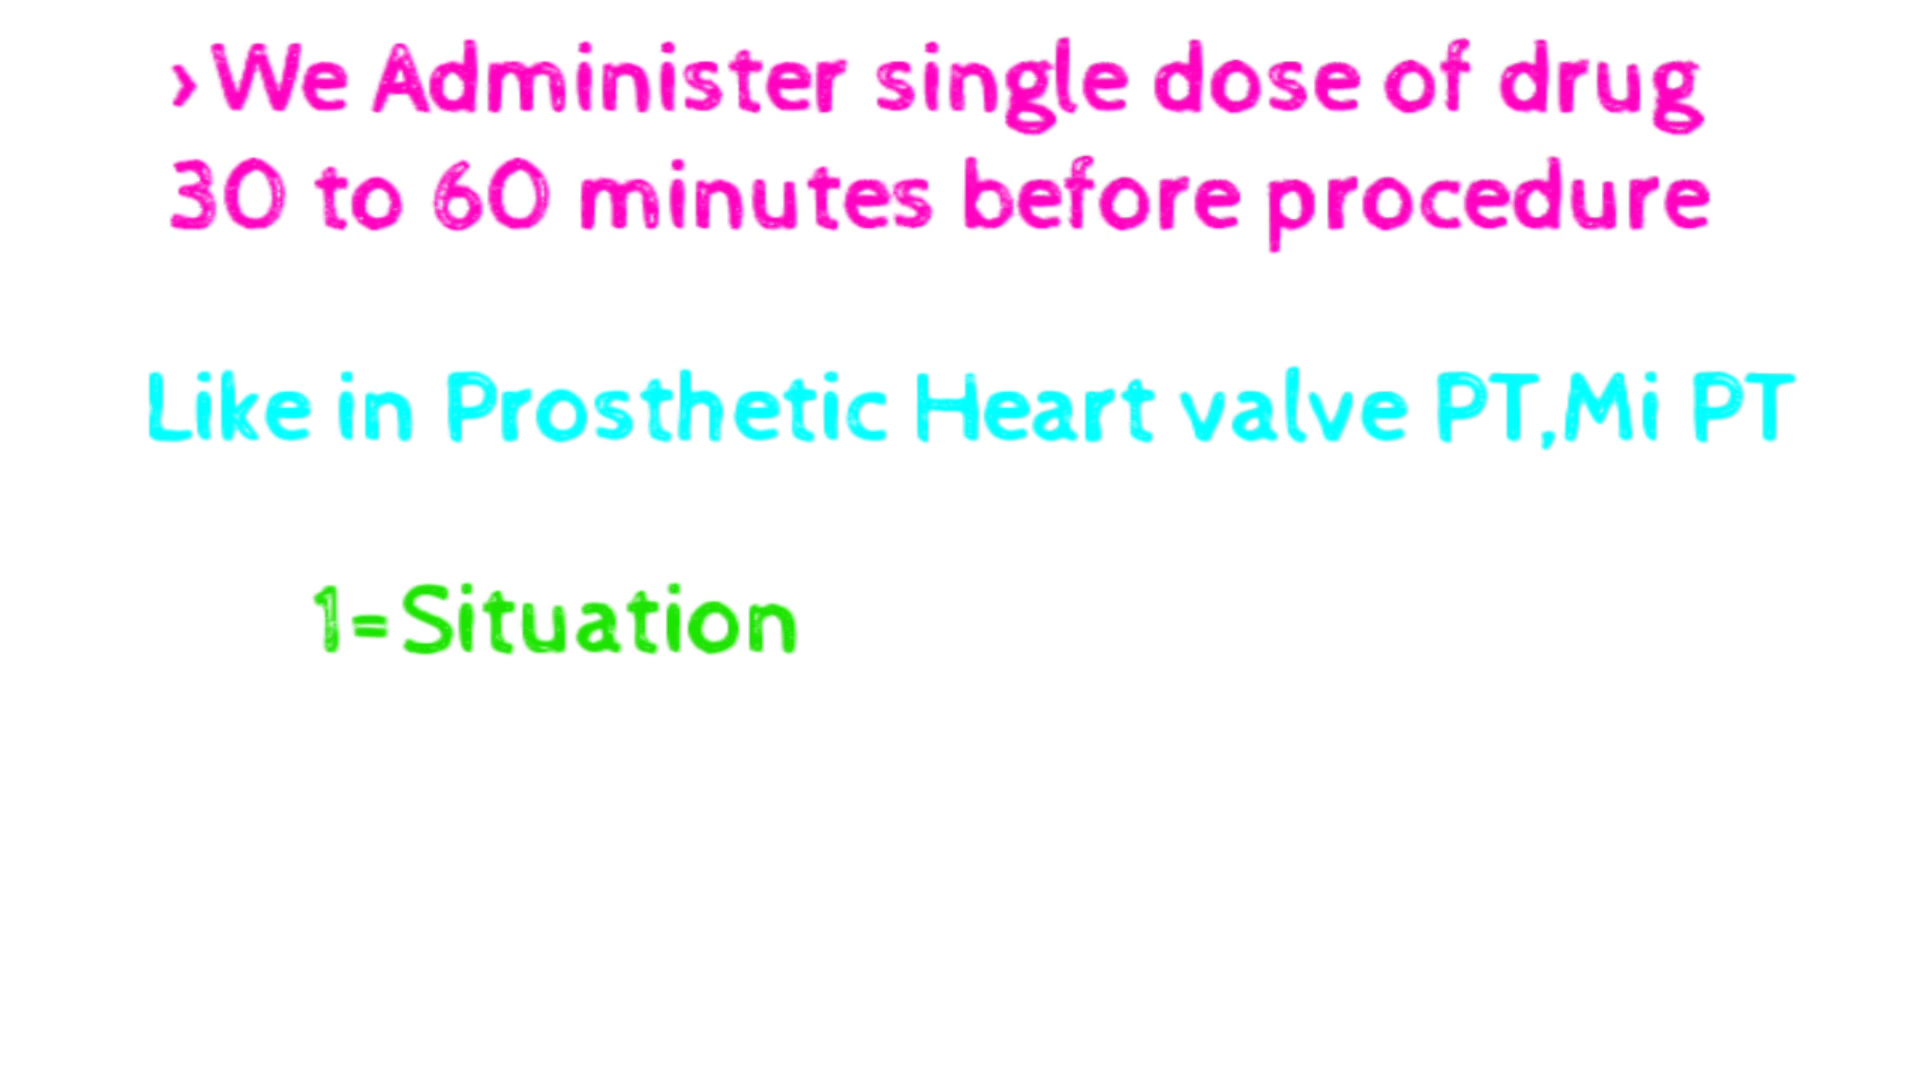 ›We Administer single dose of drug
30 to 60 minutes before procedure
Like in Prosthetic Heart valve PT,Mi PT
1=Situation